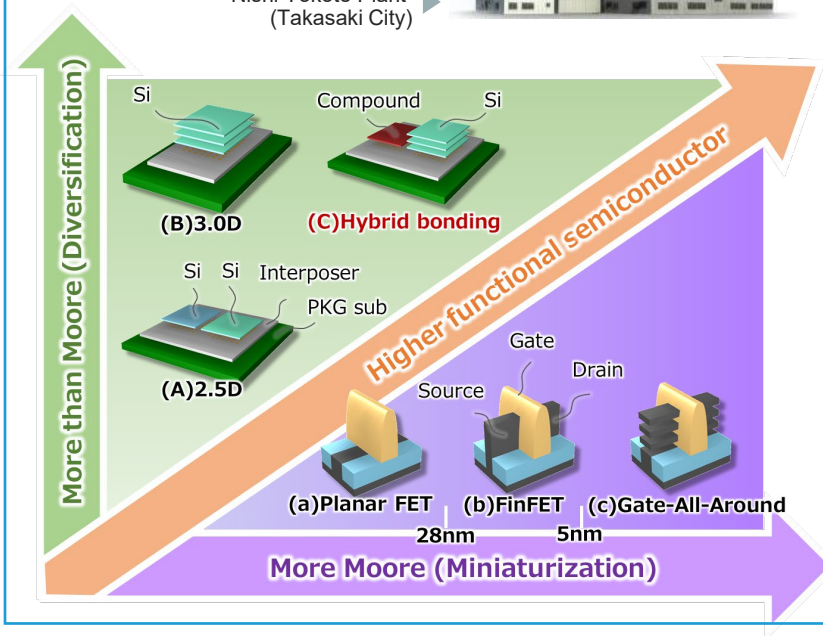 (Takasaki City)
More than Moore (Diversification)
Si
Compound
Si
(B)3.0D
(C)Hybrid bonding
Si
Si
Interposer
PKG sub
(A)2.5D
Higher functional semiconductor
Gate
Source
Drain
(a)Planar FET
(b)FinFET
(c)Gate-All-Around
28nm
5nm
More Moore (Miniaturization)